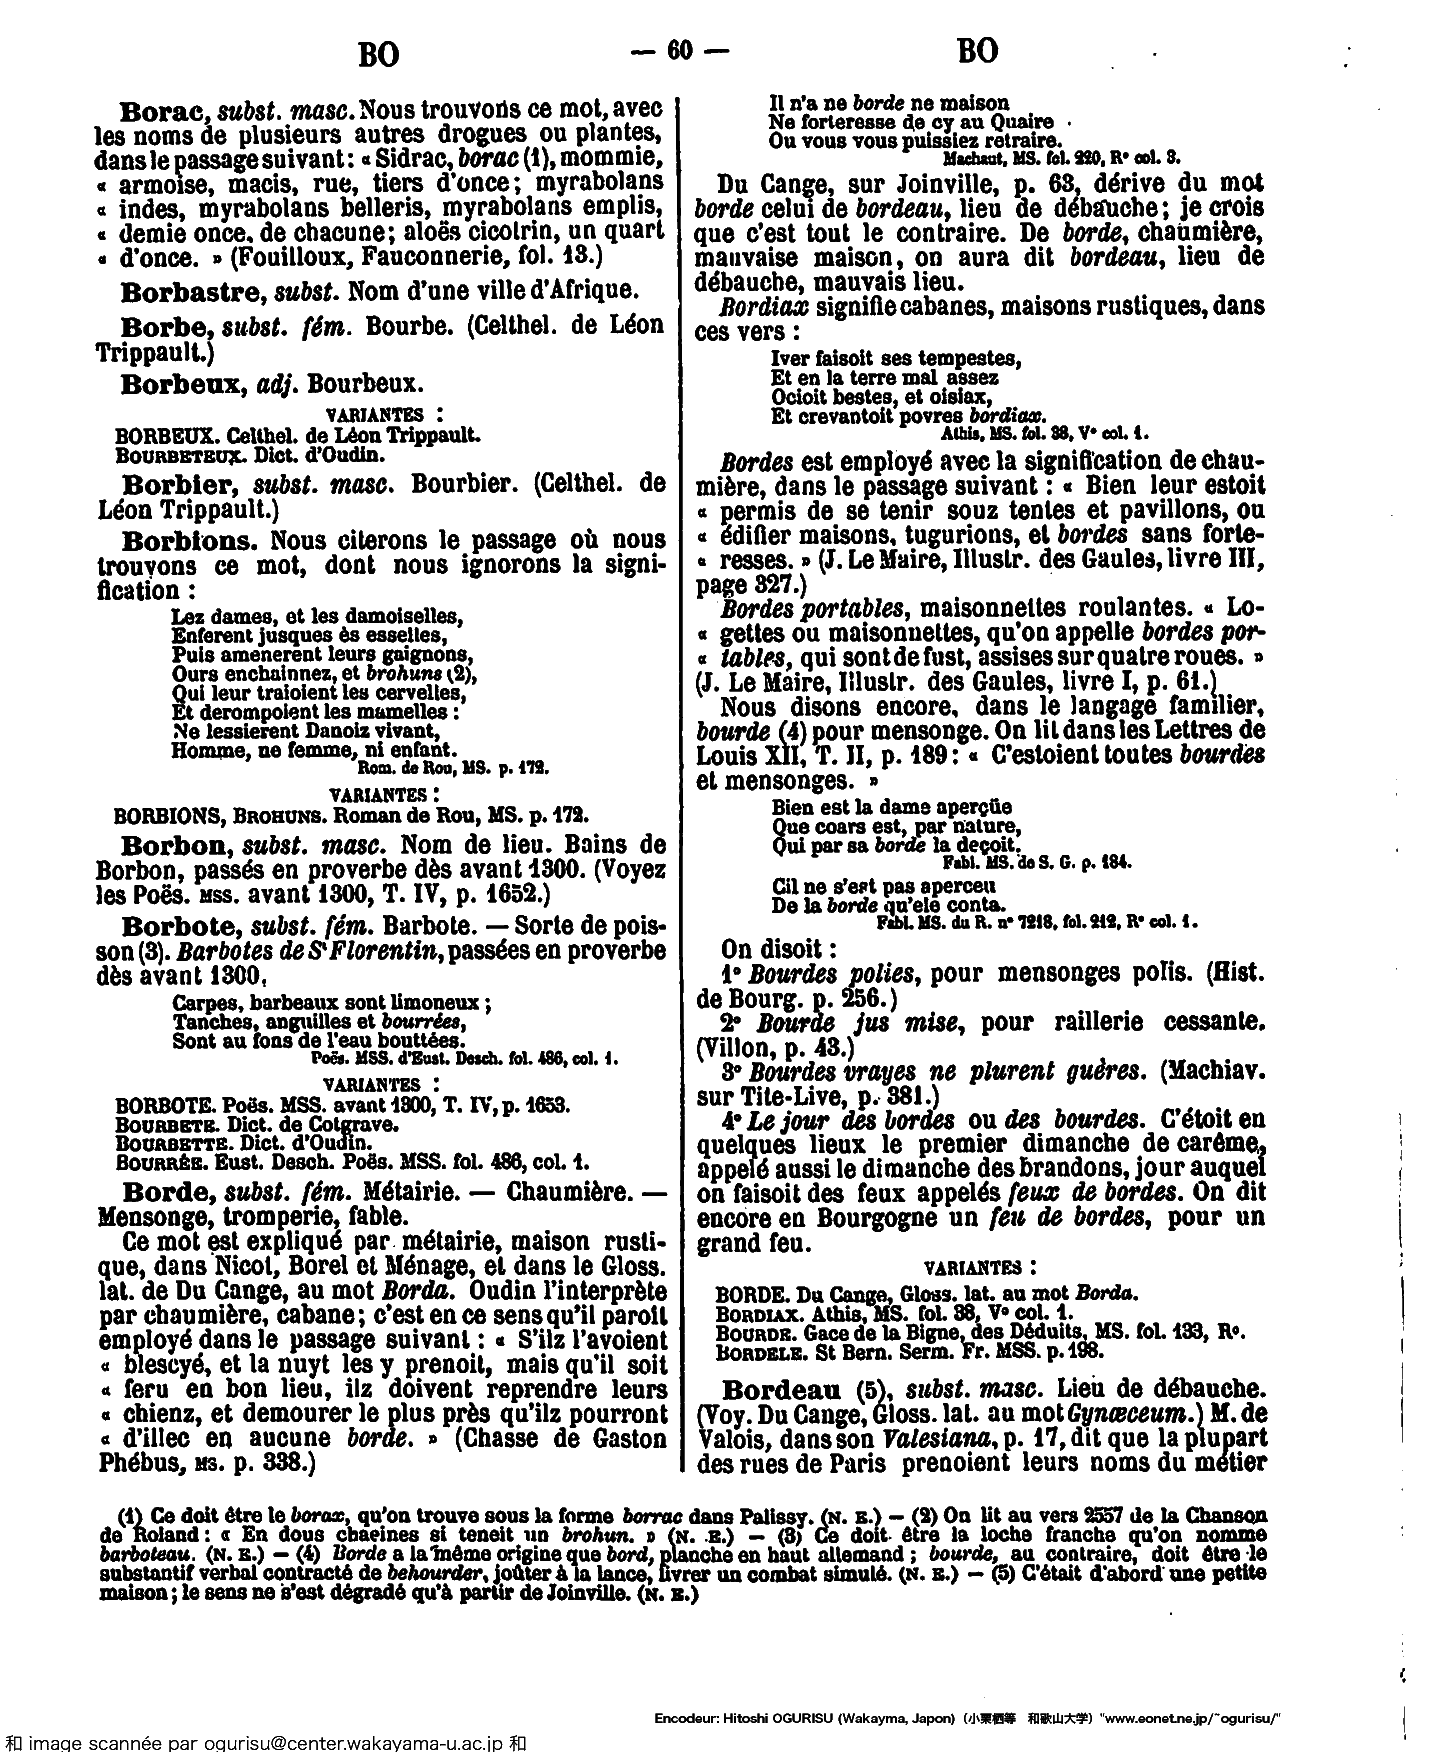 BO
— 60 —
BO
Borac, subst. masc. Nous trouvons ce mot, avec
les noms de plusieurs autres drogues ou plantes,
dans le passage suivant : « Sidrac, borac (1), mommie,
« armoise, macis, rue, tiers d'once ; myrabolans
« indes, myrabolans belleris, myrabolans emplis,
« demie once, de chacune ; aloës cicotrin, un quart
« d'once. » (Fouilloux, Fauconnerie, fol. 13.)
Borbastre, subst. Nom d'une ville d'Afrique.
Borbe, subst. fém. Bourbe. (Celthel. de Léon
Trippault.)
Borbeux, adj. Bourbeux.
VARIANTES :
BORBEUX. Celthel. de Léon Trippault.
BOURBETEUX. Dict. d'Oudin.
Borbier, subst. masc. Bourbier. (Celthel. de
Léon Trippault.)
Borbions. Nous citerons le passage où nous
trouvons ce mot, dont nous ignorons la signi-
fication :
Lez dames, et les damoiselles,
Enferent jusques ès esselles,
Puis amenerent leurs gaignons,
Ours enchainnez, et brohuns (2),
Qui leur traioient les cervelles,
Et derompoient les mamelles :
Ne lessierent Danoiz vivant,
Homme, ne femme, ni enfant.
Rom. de Rou, MS. p. 172.
VARIANTES :
BORBIONS, BROHUNS. Roman de Rou, MS. p. 172.
Borbon, subst. masc. Nom de lieu. Bains de
Borbon, passés en proverbe dès avant 1300. (Voyez
les Poës. MSS. avant 1300, T. IV, p. 1652.)
Borbote, subst. fém. Barbote. — Sorte de pois-
son (3). Barbotes de St Florentin, passées en proverbe
dès avant 1300.
Carpes, barbeaux sont limoneux ;
Tanches, anguilles et bourrées,
Sont au fons de l'eau bouttées.
Poës. MSS. d'Eust. Desch. fol. 486, col. 1.
VARIANTES :
BORBOTE. Poës. MSS. avant 1300, T. IV, p. 1653.
BOURBETE. Dict. de Cotgrave.
BOURBETTE. Dict. d'Oudin.
BOURRÉE. Eust. Desch. Poës. MSS. fol. 486, col. 1.
Borde, subst. fém. Métairie. — Chaumière. —
Mensonge, tromperie, fable.
Ce mot est expliqué par métairie, maison rusti-
que, dans Nicot, Borel et Ménage, et dans le Gloss.
lat. de Du Cange, au mot Borda. Oudin l'interprète
par chaumière, cabane ; c'est en ce sens qu'il paroit
employé dans le passage suivant : « S'ilz l'avoient
« blescyé, et la nuyt les y prenoit, mais qu'il soit
« feru en bon lieu, ilz doivent reprendre leurs
« chienz, et demourer le plus près qu'ilz pourront
« d'illec en aucune borde. » (Chasse de Gaston
Phébus, MS. p. 338.)
Il n'a ne borde ne maison
Ne forteresse de cy au Quaire
Ou vous vous puissiez retraire.
Machaut, MS. fol. 220, R° col. 3.
Du Cange, sur Joinville, p. 63, dérive du mot
borde celui de bordeau, lieu de débauche ; je crois
que c'est tout le contraire. De borde, chaumière,
mauvaise maison, on aura dit bordeau, lieu de
débauche, mauvais lieu.
Bordiax signifie cabanes, maisons rustiques, dans
ces vers :
Iver faisoit ses tempestes,
Et en la terre mal assez
Ocioit bestes, et oisiax,
Et crevantoit povres bordiax.
Athis, MS. fol. 38, V° col. 1.
Bordes est employé avec la signification de chau-
mière, dans le passage suivant : « Bien leur estoit
« permis de se tenir souz tentes et pavillons, ou
« édifier maisons, tugurions, et bordes sans forte-
« resses. » (J. Le Maire, Illustr. des Gaules, livre III,
page 327.)
Bordes portables, maisonnettes roulantes. « Lo-
« gettes ou maisonnettes, qu'on appelle bordes por-
« tables, qui sont de fust, assises sur quatre roues. »
(J. Le Maire, Illustr. des Gaules, livre I, p. 61.)
Nous disons encore, dans le langage familier,
bourde (4) pour mensonge. On lit dans les Lettres de
Louis XII, T. II, p. 189 : « C'estoient toutes bourdes
et mensonges. »
Bien est la dame aperçüe
Que coars est, par nature,
Qui par sa borde la deçoit.
Fabl. MS. de S. G. p. 184.
Cil ne s'est pas aperceu
De la borde qu'ele conta.
Fabl. MS. du R. n° 7218, fol. 212, R° col. 1.
On disoit :
1° Bourdes polies, pour mensonges polis. (Hist.
de Bourg. p. 256.)
2° Bourde jus mise, pour raillerie cessante.
(Villon, p. 43.)
3° Bourdes vrayes ne plurent guères. (Machiav.
sur Tite-Live, p. 381.)
4° Le jour des bordes ou des bourdes. C'étoit en
quelques lieux le premier dimanche de carême,
appelé aussi le dimanche des brandons, jour auquel
on faisoit des feux appelés feux de bordes. On dit
encore en Bourgogne un feu de bordes, pour un
grand feu.
VARIANTES :
BORDE. Du Cange, Gloss. lat. au mot Borda.
BORDIAX. Athis, MS. fol. 38, V° col. 1.
BOURDE. Gace de la Bigne, des Déduits, MS. fol. 133, R°.
BORDELE. St Bern. Serm. Fr. MSS. p. 198.
Bordeau (5), subst. masc. Lieu de débauche.
(Voy. Du Cange, Gloss. lat. au mot Gynæceum.) M. de
Valois, dans son Valesiana, p. 17, dit que la plupart
des rues de Paris prenoient leurs noms du métier
(1) Ce doit être le borax, qu'on trouve sous la forme borrac dans Palissy. (N. E.) — (2) On lit au vers 2557 de la Chanson
de Roland : « En dous chaeines si teneit un brohun. » (N. E.) — (3) Ce doit être la loche franche qu'on nomme
barboteau. (N. E.) — (4) Borde a la même origine que bord, planche en haut allemand ; bourde, au contraire, doit être le
substantif verbal contracté de behourder, joûter à la lance, livrer un combat simulé. (N. E.) — (5) C'était d'abord une petite
maison ; le sens ne s'est dégradé qu'à partir de Joinville. (N. E.)
Encodeur: Hitoshi OGURISU (Wakayma, Japon) (小栗栖等 和歌山大学) "www.eonet.ne.jp/~ogurisu/"
和 image scannée par ogurisu@center.wakayama-u.ac.jp 和